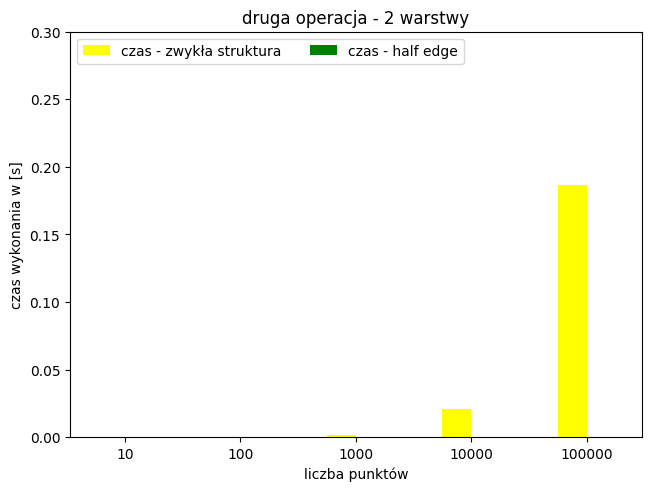 druga operacja - 2 warstwy
czas - zwykła struktura
czas - half edge
czas wykonania w [s]
0.30
0.25
0.20
0.15
0.10
0.05
0.00
10
100
1000
10000
100000
liczba punktów